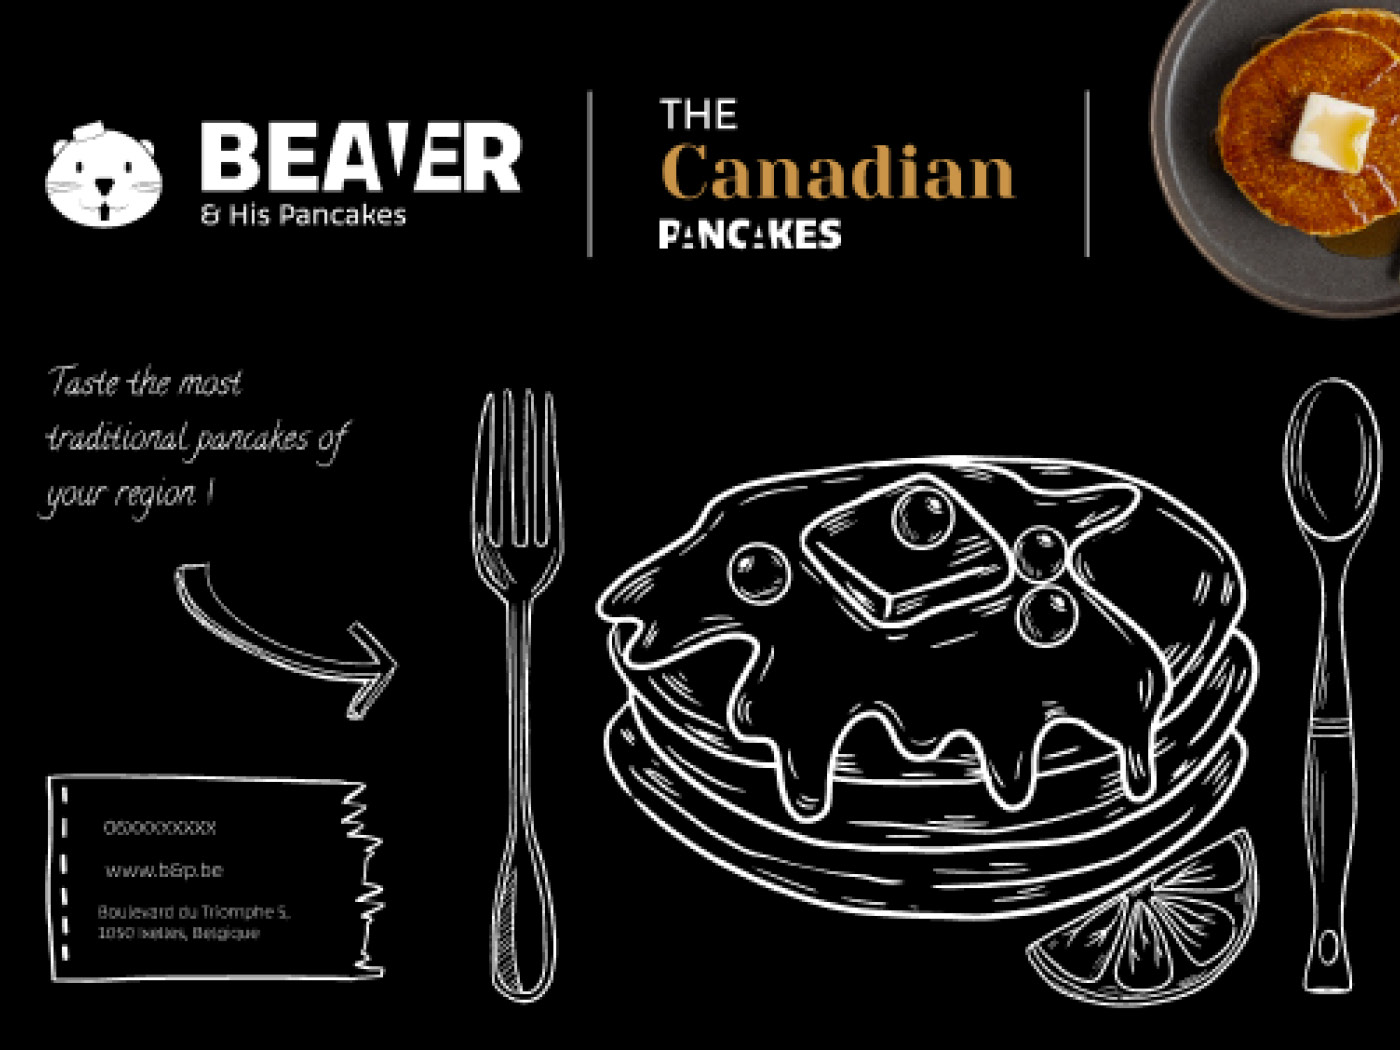 BEAVER
& His Pancakes
THE
Canadian
PANCAKES
Taste the most
traditional pancakes of
your region !
www.b&p.be
Boulevard du Triomphe 5,
1050 Ixelles, Belgique